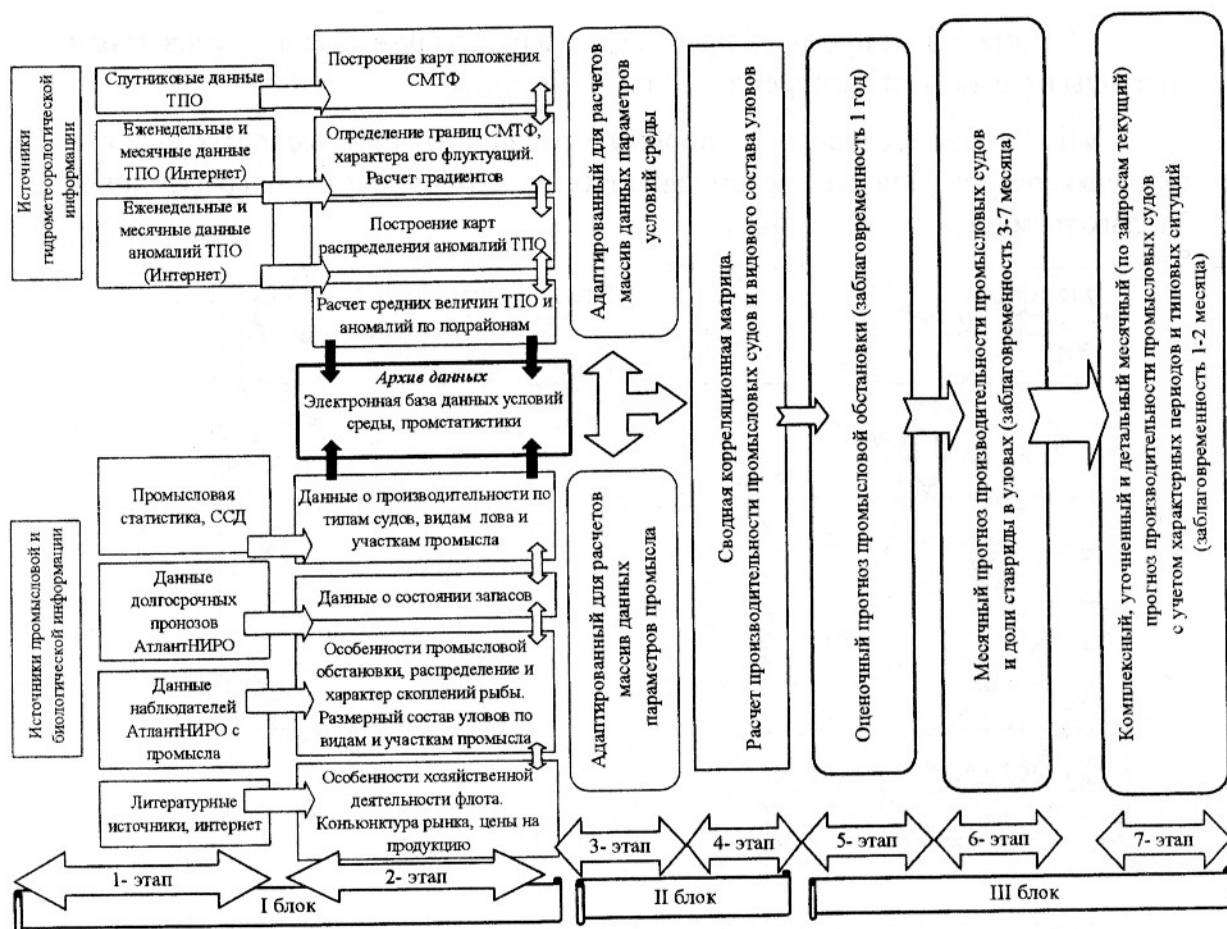 Источники
гидрометеорологической
информации
Спутниковые данные
ТПО
Еженедельные и
месячные данные
ТПО (Интернет)
Еженедельные и
месячные данные
аномалий ТПО
(Интернет)
Построение карт положения
СМТФ
Определение границ СМТФ,
характера его флуктуаций.
Расчет градиентов
Построение карт
распределения аномалий ТПО
Расчет средних величин ТПО и
аномалий по подрайонам
Архив данных
Электронная база данных условий
среды, промстатистики
Источники промысловой и
биологической информации
Промысловая
статистика, ССД
Данные
долгосрочных
пронозов
АтлантНИРО
Данные
наблюдателей
АтлантНИРО с
промысла
Литературные
источники, интернет
Данные о производительности по
типам судов, видам лова и
участкам промысла
Данные о состоянии запасов
Особенности промысловой
обстановки, распределение и
характер скоплений рыбы.
Размерный состав уловов по
видам и участкам промысла
Особенности хозяйственной
деятельности флота.
Конъюнктура рынка, цены на
продукцию
Адаптированный для расчетов
массив данных параметров
условий среды
Адаптированный для расчетов
массив данных
параметров промысла
Сводная корреляционная матрица.
Расчет производительности промысловых судов и видового состава уловов
Оценочный прогноз промысловой обстановки (заблаговременность 1 год)
Месячный прогноз производительности промысловых судов
и доли ставриды в уловах (заблаговременность 3-7 месяца)
Комплексный, уточненный и детальный месячный (по запросам текущий)
прогноз производительности промысловых судов
с учетом характерных периодов и типовых ситуаций
(заблаговременность 1-2 месяца)
1- этап
2- этап
3- этап
4- этап
5- этап
6- этап
7- этап
I блок
II блок
III блок